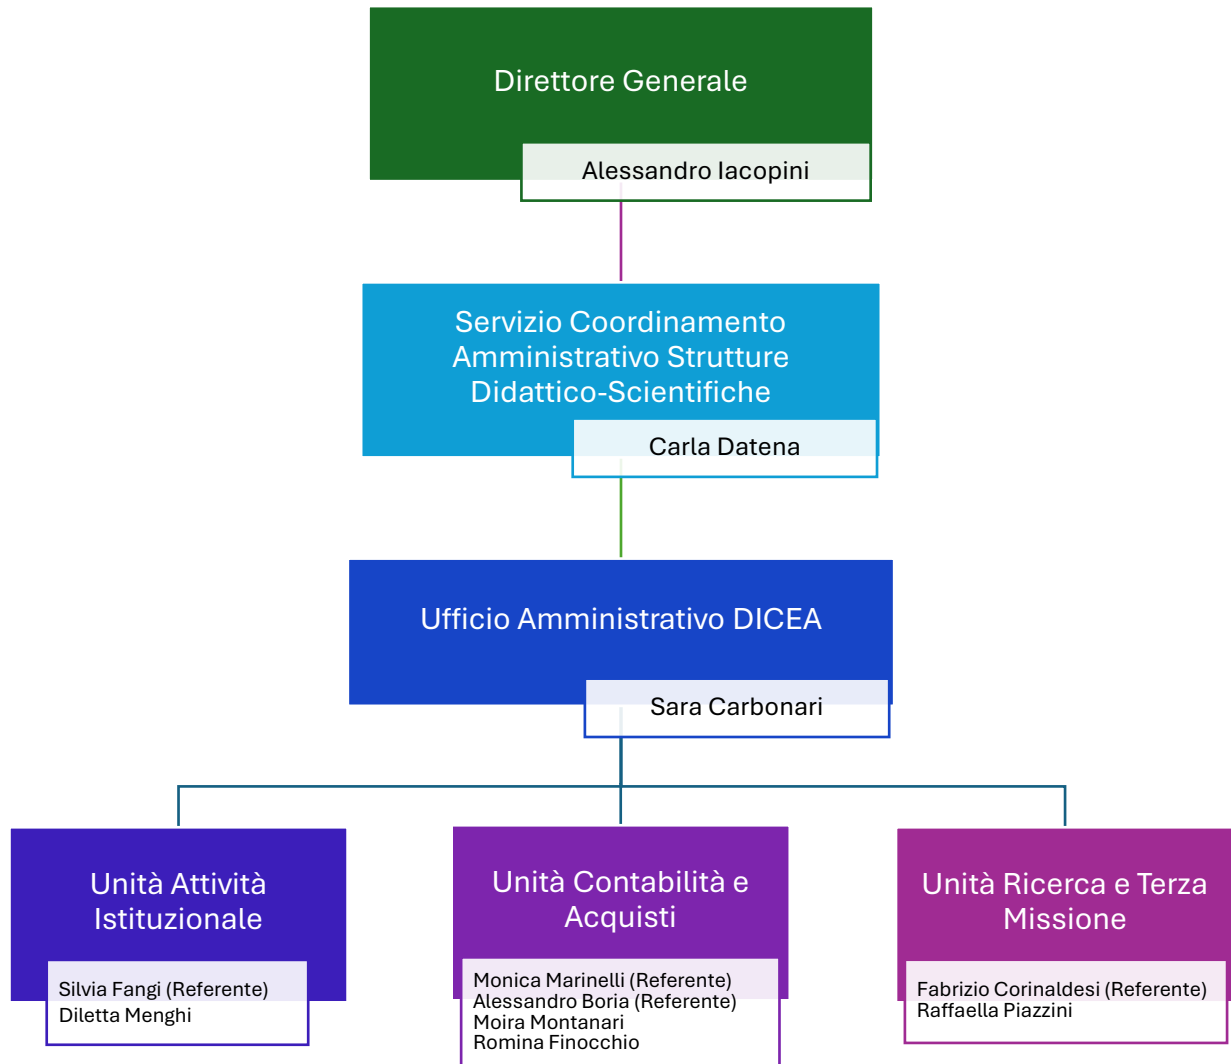 Direttore Generale
Alessandro Iacopini
Servizio Coordinamento
Amministrativo Strutture
Didattico-Scientifiche
Carla Datena
Ufficio Amministrativo DICEA
Sara Carbonari
Unità Attività
Istituzionale
Silvia Fangi (Referente)
Diletta Menghi
Unità Contabilità e
Acquisti
Monica Marinelli (Referente)
Alessandro Boria (Referente)
Moira Montanari
Romina Finocchio
Unità Ricerca e Terza
Missione
Fabrizio Corinaldesi (Referente)
Raffaella Piazzini